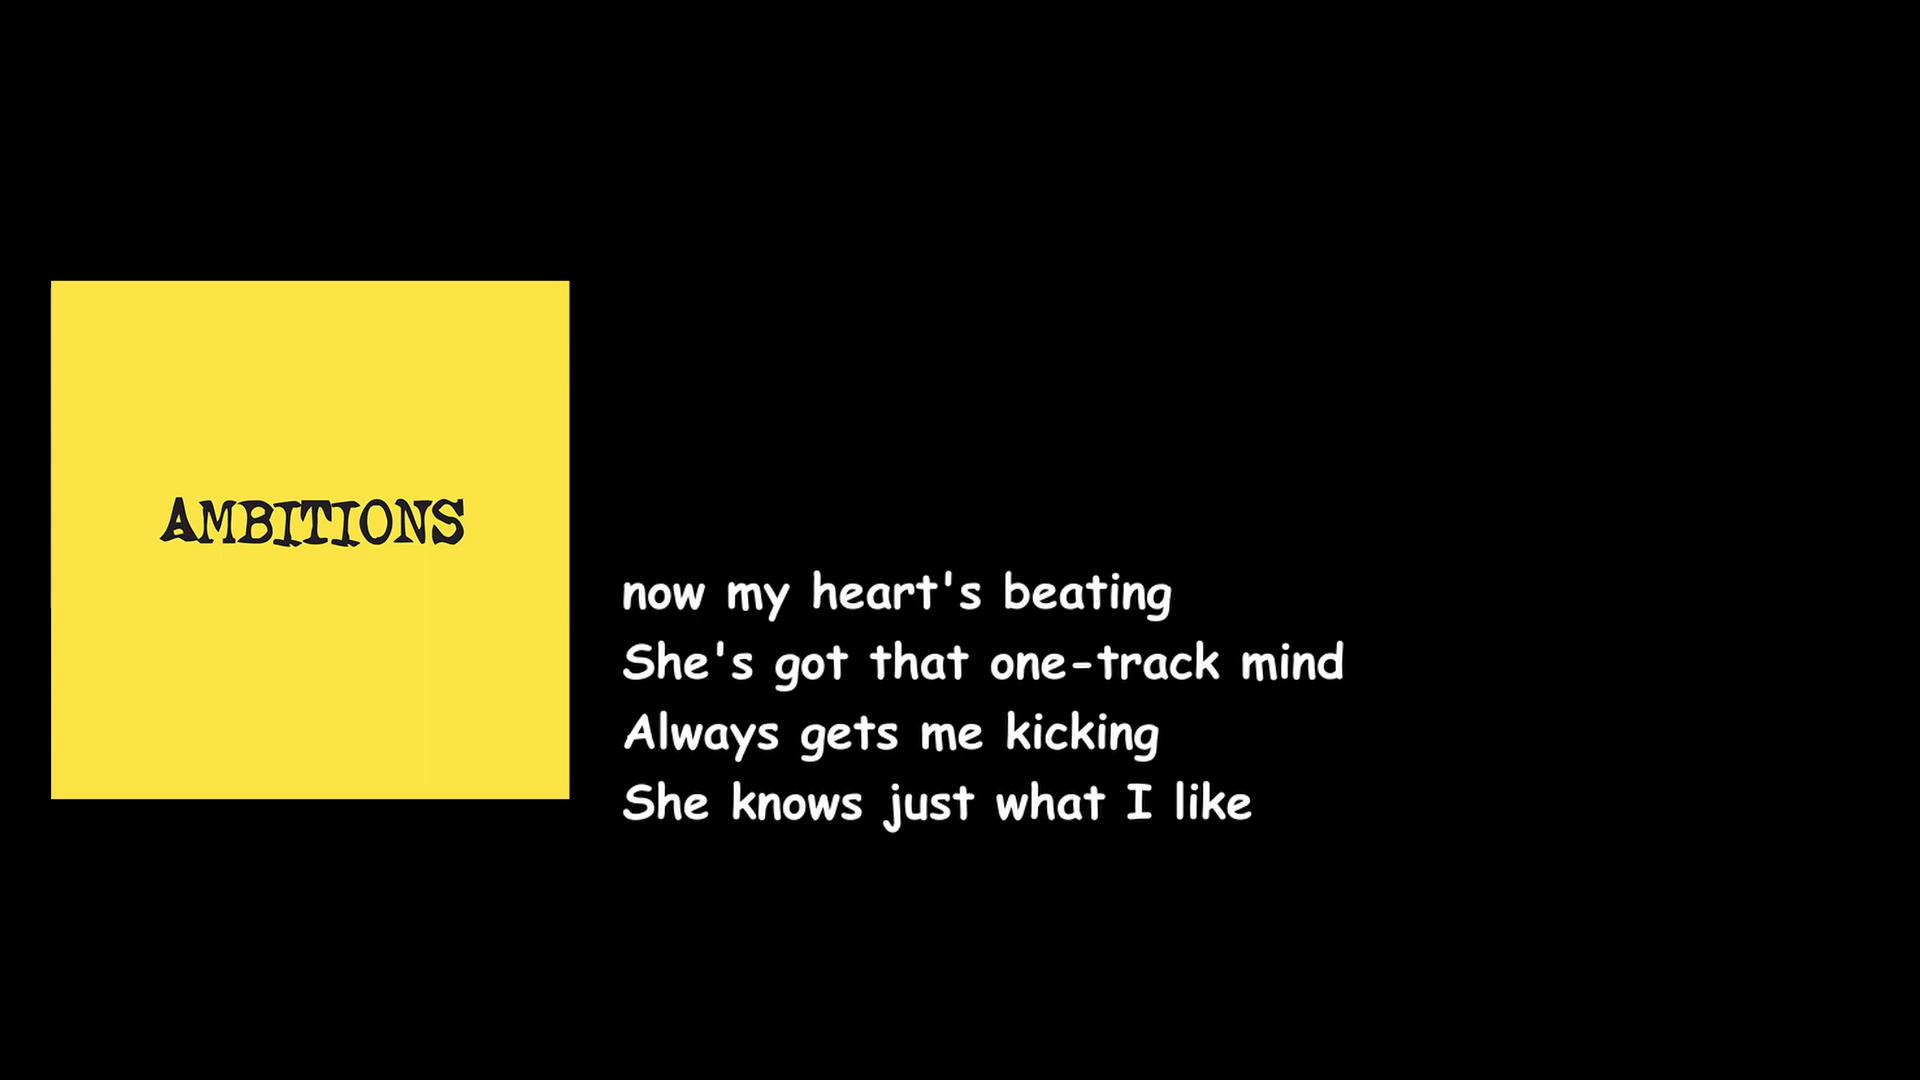 AMBITIONS
now my heart's beating
She's got that one-track mind
Always gets me kicking
She knows just what I like